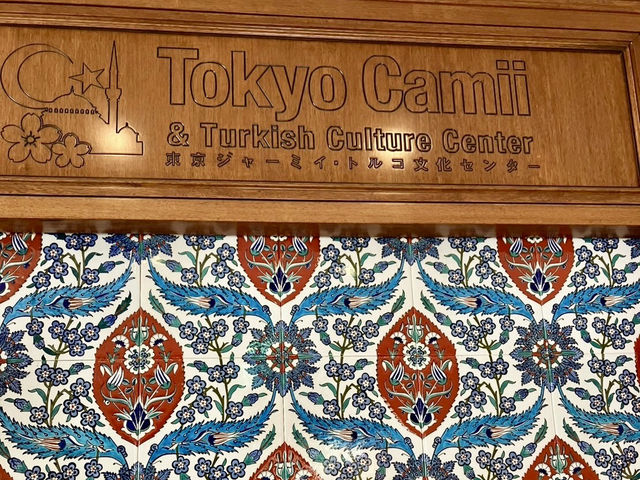 Tokyo Camii
& Turkish Culture Center
東京ジャーミイ・トルコ文化センター